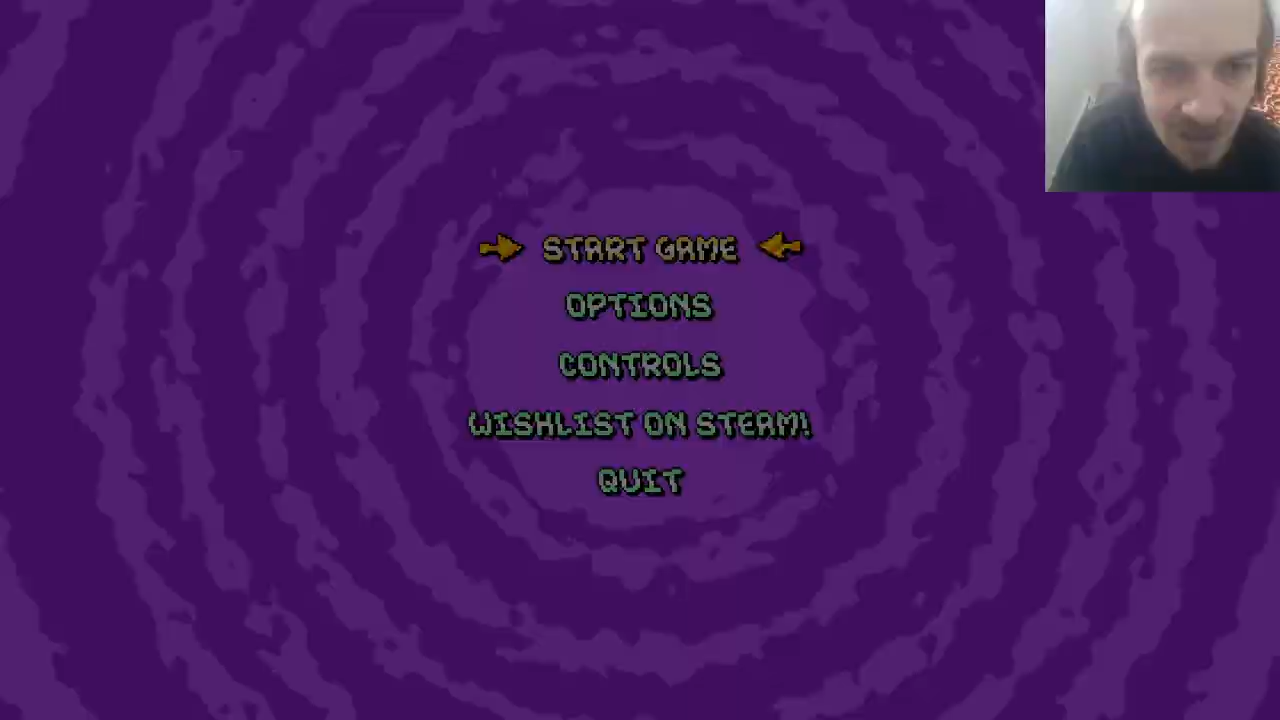 START GAME
OPTIONS
CONTROLS
WISHLIST ON STEAM!
QUIT